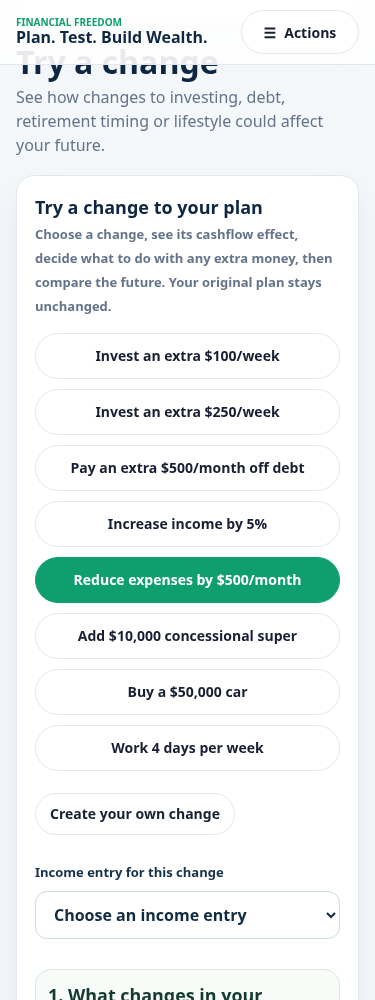 FINANCIAL FREEDOM
Plan. Test. Build Wealth.
☰ Actions
Try a change
See how changes to investing, debt,
retirement timing or lifestyle could affect
your future.
Try a change to your plan
Choose a change, see its cashflow effect,
decide what to do with any extra money, then
compare the future. Your original plan stays
unchanged.
Invest an extra $100/week
Invest an extra $250/week
Pay an extra $500/month off debt
Increase income by 5%
Reduce expenses by $500/month
Add $10,000 concessional super
Buy a $50,000 car
Work 4 days per week
Create your own change
Income entry for this change
Choose an income entry
1. What changes in your